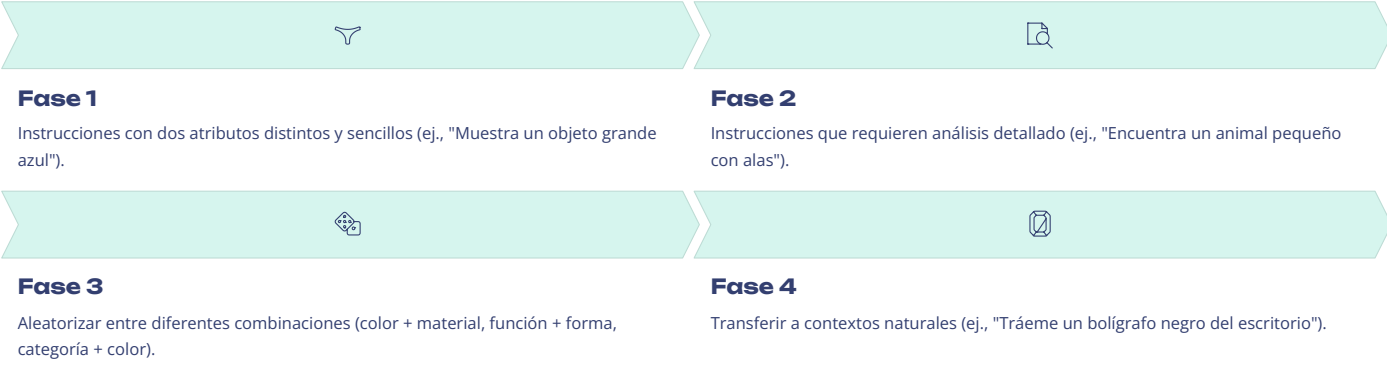 Fase 1
Instrucciones con dos atributos distintos y sencillos (ej., "Muestra un objeto grande
azul").
Fase 2
Instrucciones que requieren análisis detallado (ej., "Encuentra un animal pequeño
con alas").
Fase 3
Aleatorizar entre diferentes combinaciones (color + material, función + forma,
categoría + color).
Fase 4
Transferir a contextos naturales (ej., "Tráeme un bolígrafo negro del escritorio").